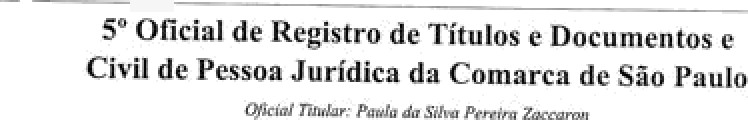 5º Oficial de Registro de Títulos e Documentos e
Civil de Pessoa Jurídica da Comarca de São Paulo
Oficial Titular: Paula da Silva Pereira Zaccaron